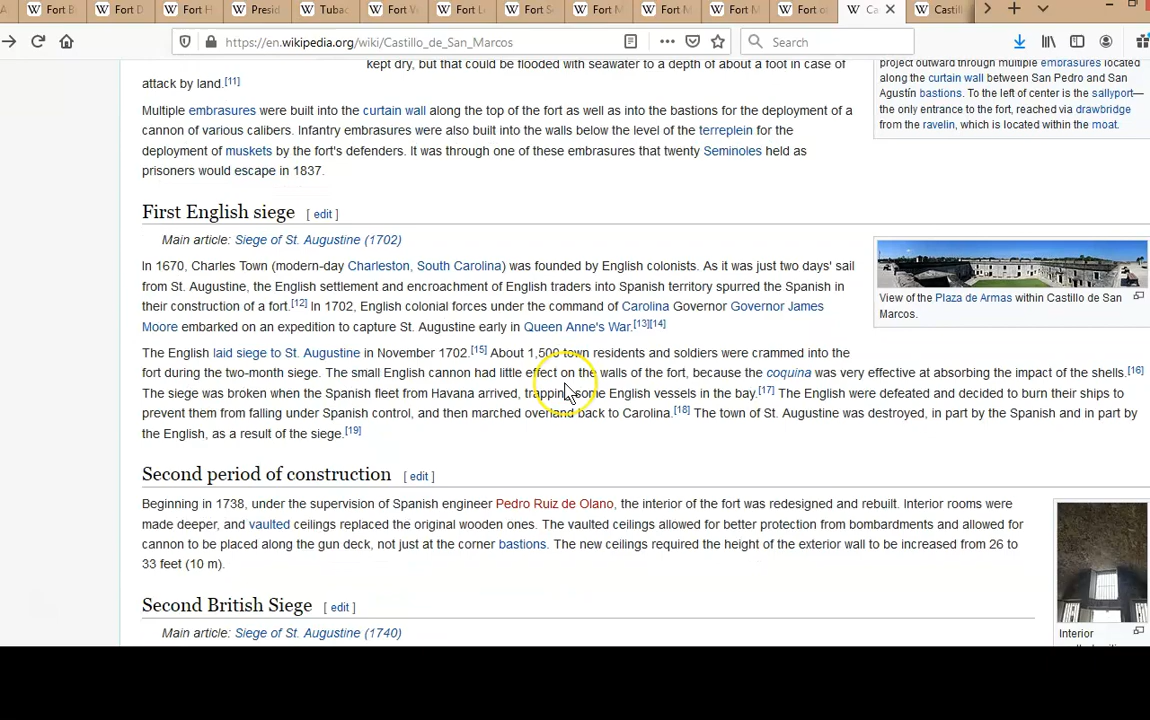 Fort B
Fort D
Fort H
Presid
Tubac
Fort W
Fort L
Fort S
Fort M
Fort M
Fort M
Fort o
Ca
Castill
https://en.wikipedia.org/wiki/Castillo_de_San_Marcos
Search
kept dry, but that could be flooded with seawater to a depth of about a foot in case of
attack by land.[11]
Multiple embrasures were built into the curtain wall along the top of the fort as well as into the bastions for the deployment of a
cannon of various calibers. Infantry embrasures were also built into the walls below the level of the terreplein for the
deployment of muskets by the fort's defenders. It was through one of these embrasures that twenty Seminoles held as
prisoners would escape in 1837.
project outward through multiple embrasures located
along the curtain wall between San Pedro and San
Agustín bastions. To the left of center is the sallyport—
the only entrance to the fort, reached via drawbridge
from the ravelin, which is located within the moat.
First English siege [ edit ]
Main article: Siege of St. Augustine (1702)
In 1670, Charles Town (modern-day Charleston, South Carolina) was founded by English colonists. As it was just two days' sail
from St. Augustine, the English settlement and encroachment of English traders into Spanish territory spurred the Spanish in
their construction of a fort.[12] In 1702, English colonial forces under the command of Carolina Governor Governor James
Moore embarked on an expedition to capture St. Augustine early in Queen Anne's War.[13][14]
View of the Plaza de Armas within Castillo de San
Marcos.
The English laid siege to St. Augustine in November 1702.[15] About 1,500 town residents and soldiers were crammed into the
fort during the two-month siege. The small English cannon had little effect on the walls of the fort, because the coquina was very effective at absorbing the impact of the shells.[16]
The siege was broken when the Spanish fleet from Havana arrived, trapping some English vessels in the bay.[17] The English were defeated and decided to burn their ships to
prevent them from falling under Spanish control, and then marched overland back to Carolina.[18] The town of St. Augustine was destroyed, in part by the Spanish and in part by
the English, as a result of the siege.[19]
Second period of construction [ edit ]
Beginning in 1738, under the supervision of Spanish engineer Pedro Ruiz de Olano, the interior of the fort was redesigned and rebuilt. Interior rooms were
made deeper, and vaulted ceilings replaced the original wooden ones. The vaulted ceilings allowed for better protection from bombardments and allowed for
cannon to be placed along the gun deck, not just at the corner bastions. The new ceilings required the height of the exterior wall to be increased from 26 to
33 feet (10 m).
Second British Siege [ edit ]
Main article: Siege of St. Augustine (1740)
Interior